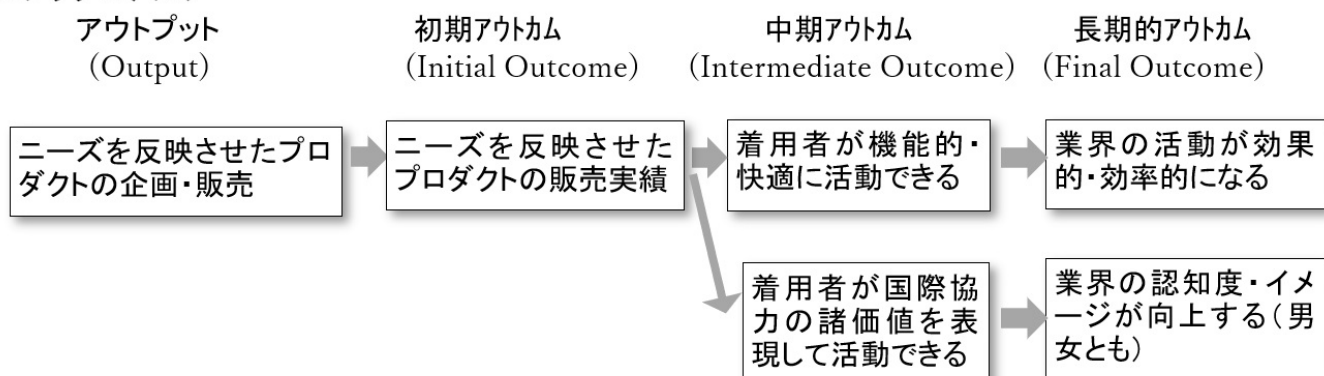 アウトプット
(Output)
初期アウトカム
(Initial Outcome)
中期アウトカム
(Intermediate Outcome)
長期的アウトカム
(Final Outcome)
ニーズを反映させたプロ
ダクトの企画・販売
ニーズを反映させた
プロダクトの販売実績
着用者が機能的・
快適に活動できる
業界の活動が効果
的・効率的になる
着用者が国際協
力の諸価値を表
現して活動できる
業界の認知度・イメ
ージが向上する(男
女とも)